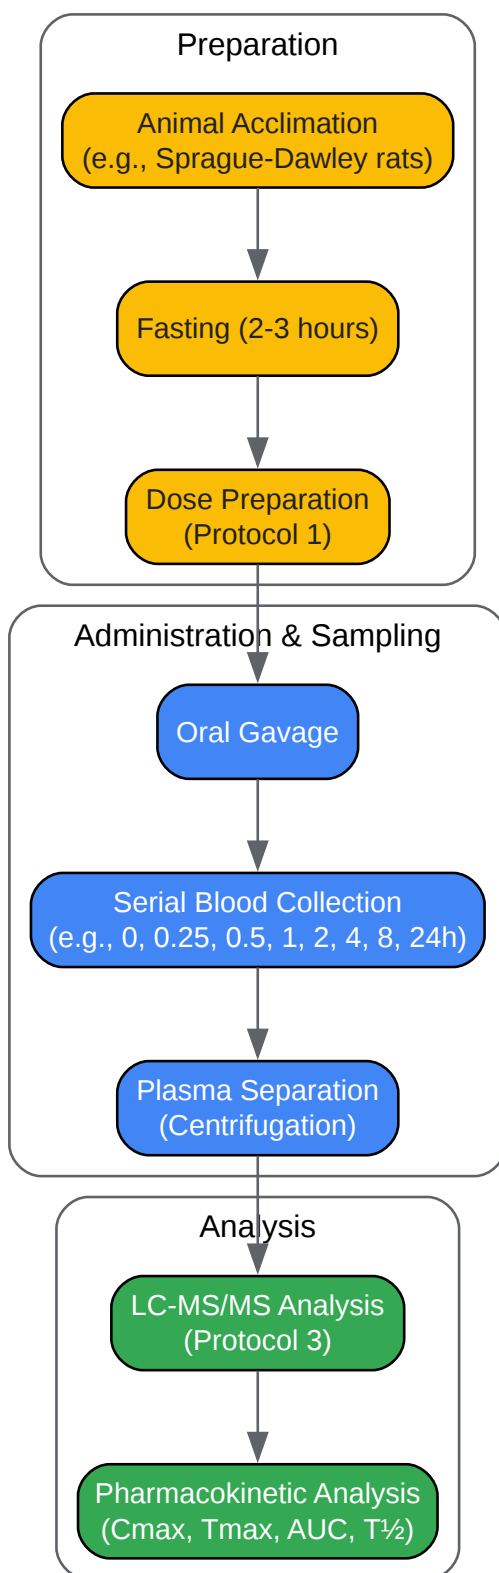 Preparation
Animal Acclimation
(e.g., Sprague-Dawley rats)
Fasting (2-3 hours)
Dose Preparation
(Protocol 1)
Administration & Sampling
Oral Gavage
Serial Blood Collection
(e.g., 0, 0.25, 0.5, 1, 2, 4, 8, 24h)
Plasma Separation
(Centrifugation)
Analysis
LC-MS/MS Analysis
(Protocol 3)
Pharmacokinetic Analysis
(Cmax, Tmax, AUC, T½)